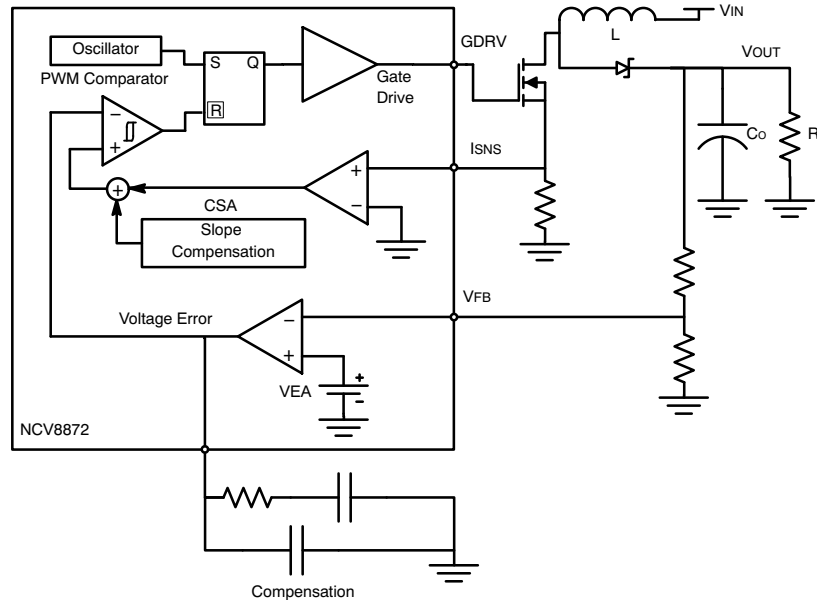 VIN
L
GDRV
VOUT
Oscillator
S Q
PWM Comparator
Gate
Drive
R
−
+
CO
R
ISNS
+
−
+
CSA
Slope
Compensation
VFB
Voltage Error
−
+
VEA
+
-
NCV8872
Compensation